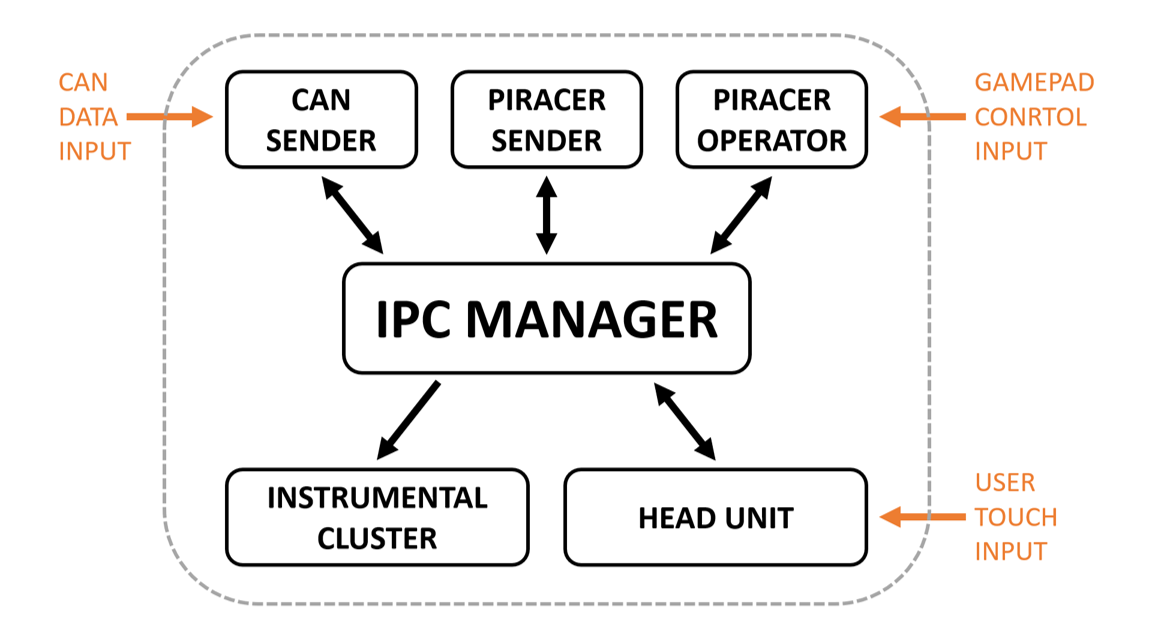 CAN
DATA
INPUT
CAN
SENDER
PIRACER
SENDER
PIRACER
OPERATOR
GAMEPAD
CONRTOL
INPUT
IPC MANAGER
INSTRUMENTAL
CLUSTER
HEAD UNIT
USER
TOUCH
INPUT